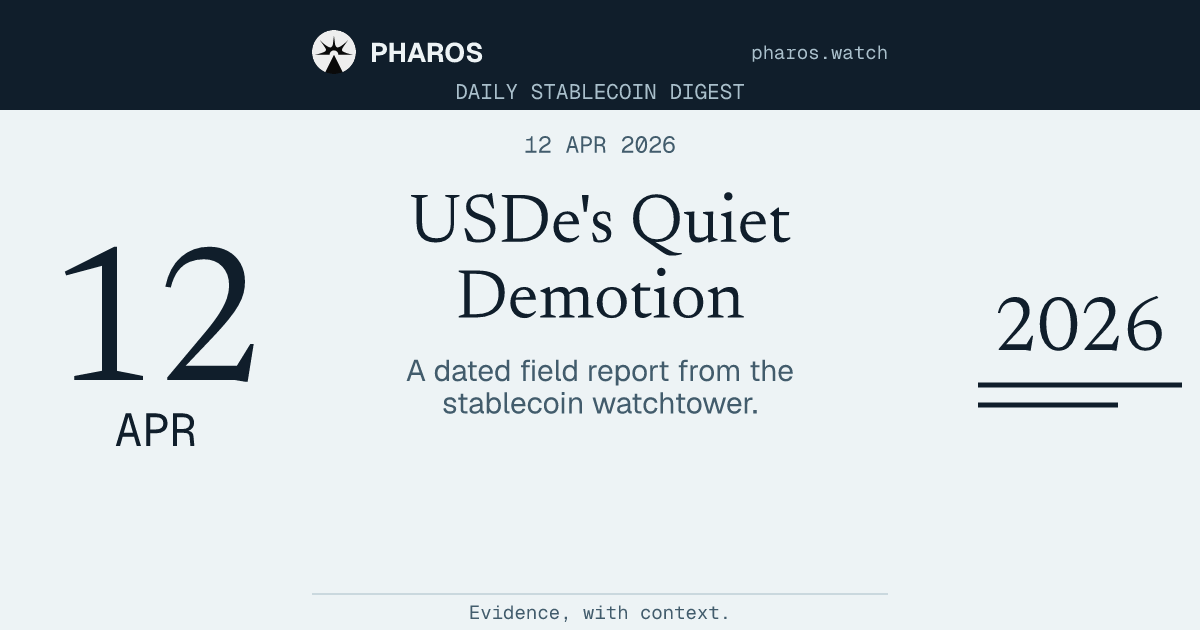 PHAROS
pharos.watch
DAILY STABLECOIN DIGEST
12 APR 2026
USDe's Quiet
Demotion
A dated field report from the
stablecoin watchtower.
12
APR
2026
Evidence, with context.